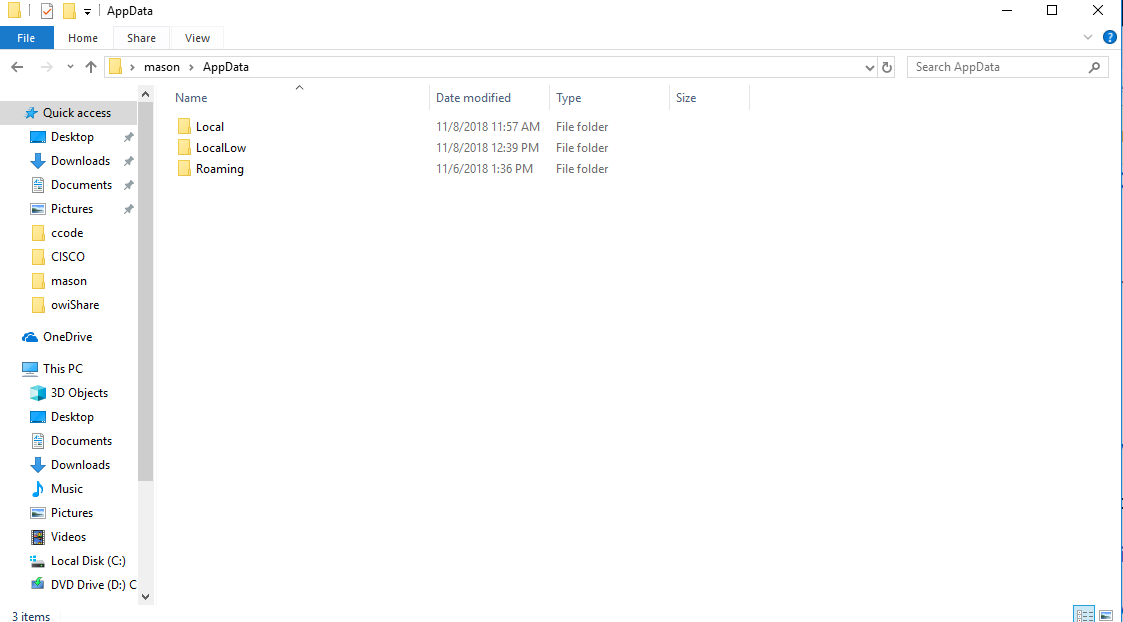 AppData
File Home Share View
mason AppData
Search AppData
Name Date modified Type Size
Quick access
Local 11/8/2018 11:57 AM File folder
Desktop
LocalLow 11/8/2018 12:39 PM File folder
Downloads
Roaming 11/6/2018 1:36 PM File folder
Documents
Pictures
ccode
CISCO
mason
owiShare
OneDrive
This PC
3D Objects
Desktop
Documents
Downloads
Music
Pictures
Videos
Local Disk (C:)
DVD Drive (D:) C
3 items